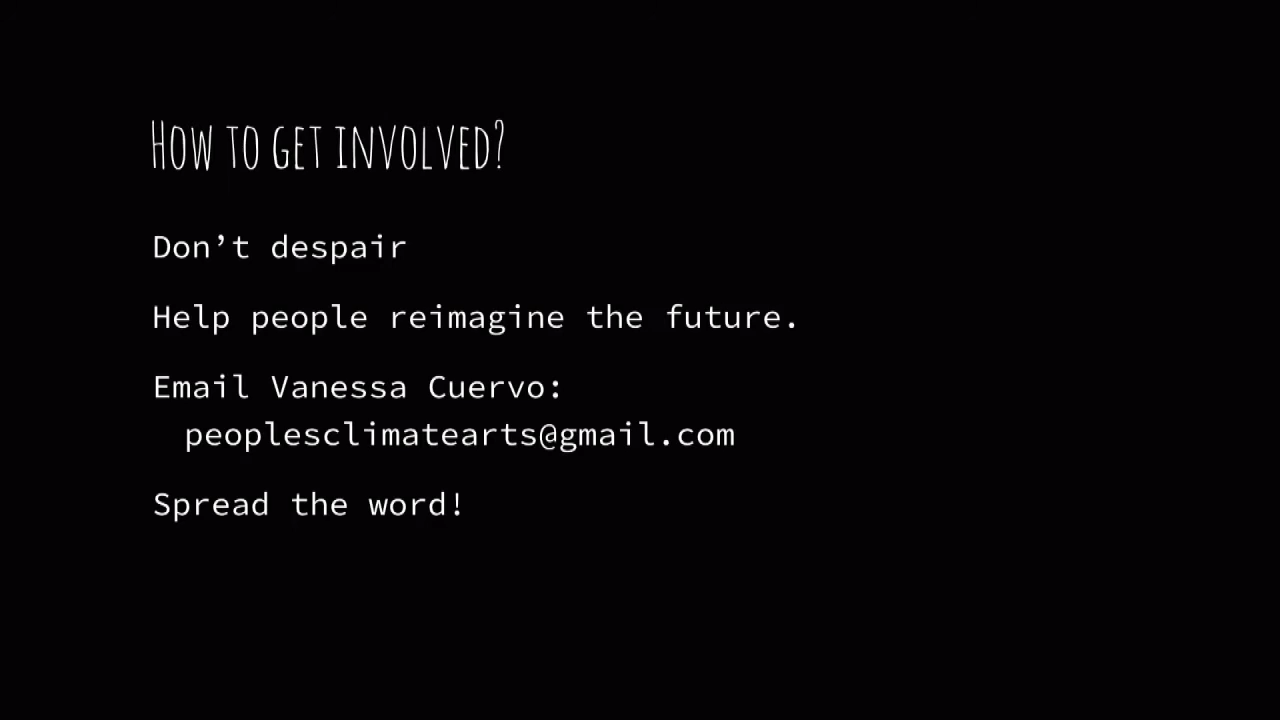 How to get involved?
Don’t despair
Help people reimagine the future.
Email Vanessa Cuervo:
peoplesclimatearts@gmail.com
Spread the word!